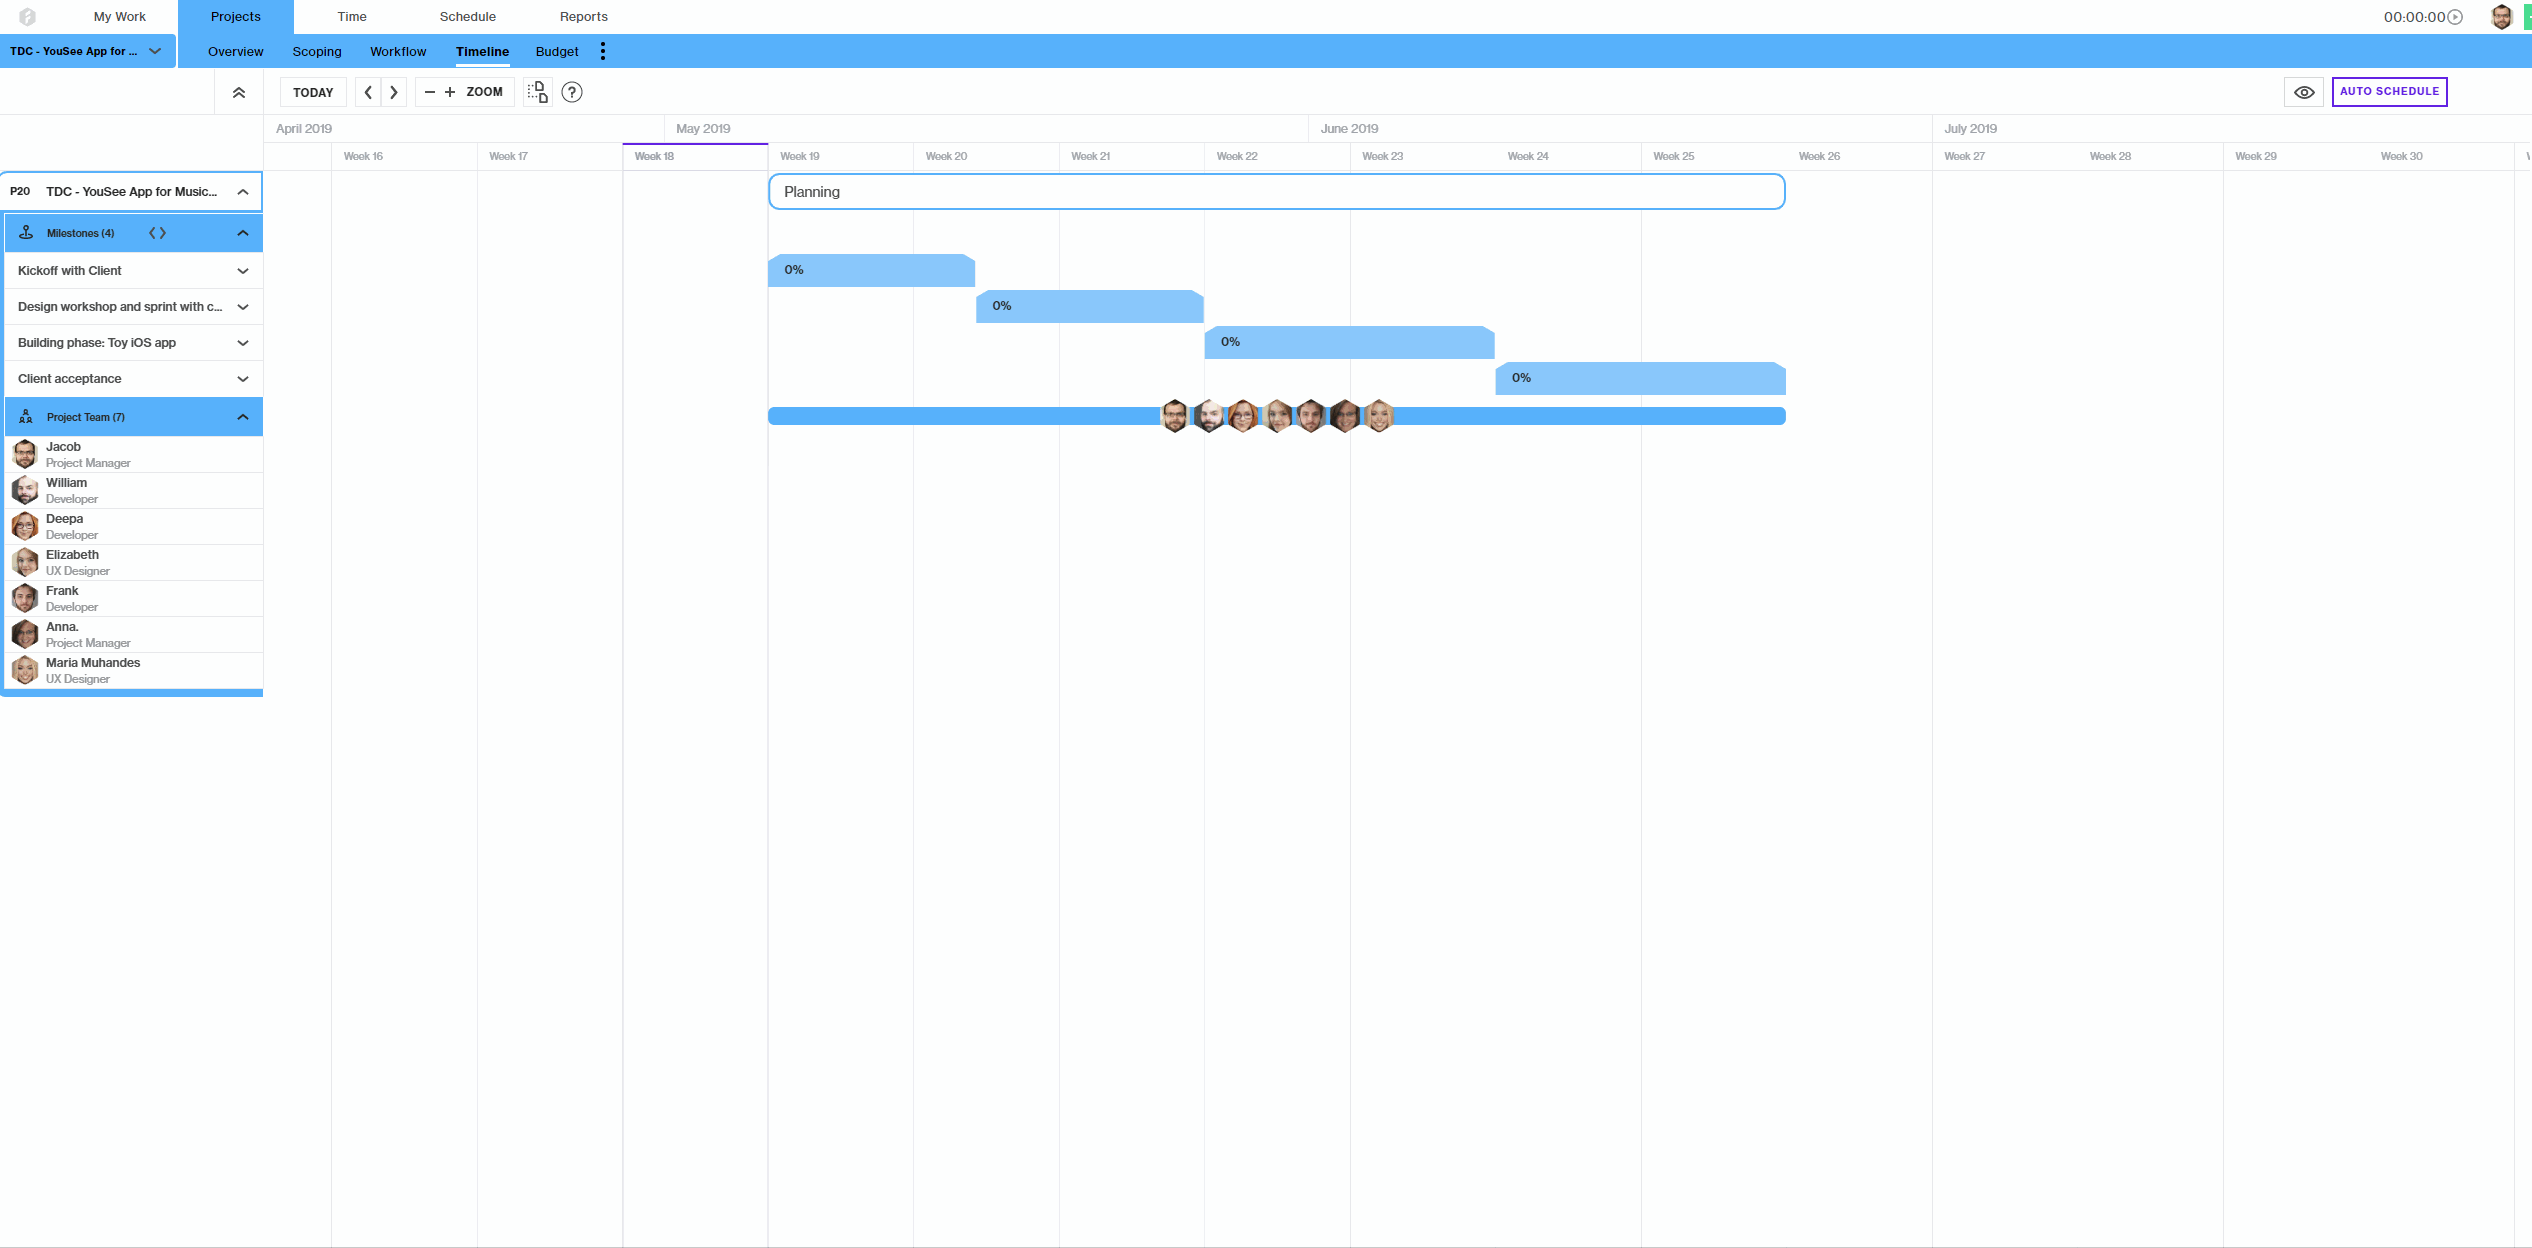 My Work Projects Time Schedule Reports 00:00:00
TDC - YouSee App for ... Overview Scoping Workflow Timeline Budget
TODAY ZOOM ? AUTO SCHEDULE
April 2019 May 2019 June 2019 July 2019
Week 16 Week 17 Week 18 Week 19 Week 20 Week 21 Week 22 Week 23 Week 24 Week 25 Week 26 Week 27 Week 28 Week 29 Week 30
P20 TDC - YouSee App for Music... Planning
Milestones (4)
Kickoff with Client 0%
Design workshop and sprint with c... 0%
Building phase: Toy iOS app 0%
Client acceptance 0%
Project Team (7)
Jacob
Project Manager
William
Developer
Deepa
Developer
Elizabeth
UX Designer
Frank
Developer
Anna.
Project Manager
Maria Muhandes
UX Designer